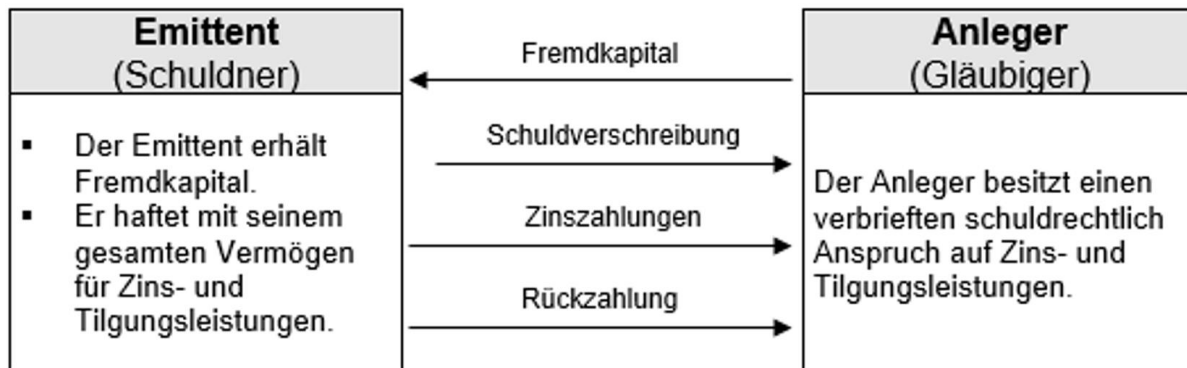 Emittent
(Schuldner)
▪ Der Emittent erhält
Fremdkapital.
▪ Er haftet mit seinem
gesamten Vermögen
für Zins- und
Tilgungsleistungen.
Fremdkapital
Schuldverschreibung
Zinszahlungen
Rückzahlung
Anleger
(Gläubiger)
Der Anleger besitzt einen
verbrieften schuldrechtlich
Anspruch auf Zins- und
Tilgungsleistungen.